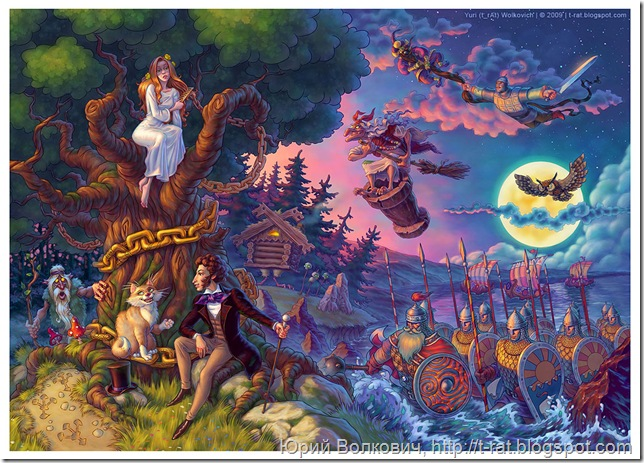 Yuri (t_rAt) Wolkovich | © 2009 | t-rat.blogspot.com
Юрий Волкович, http://t-rat.blogspot.com